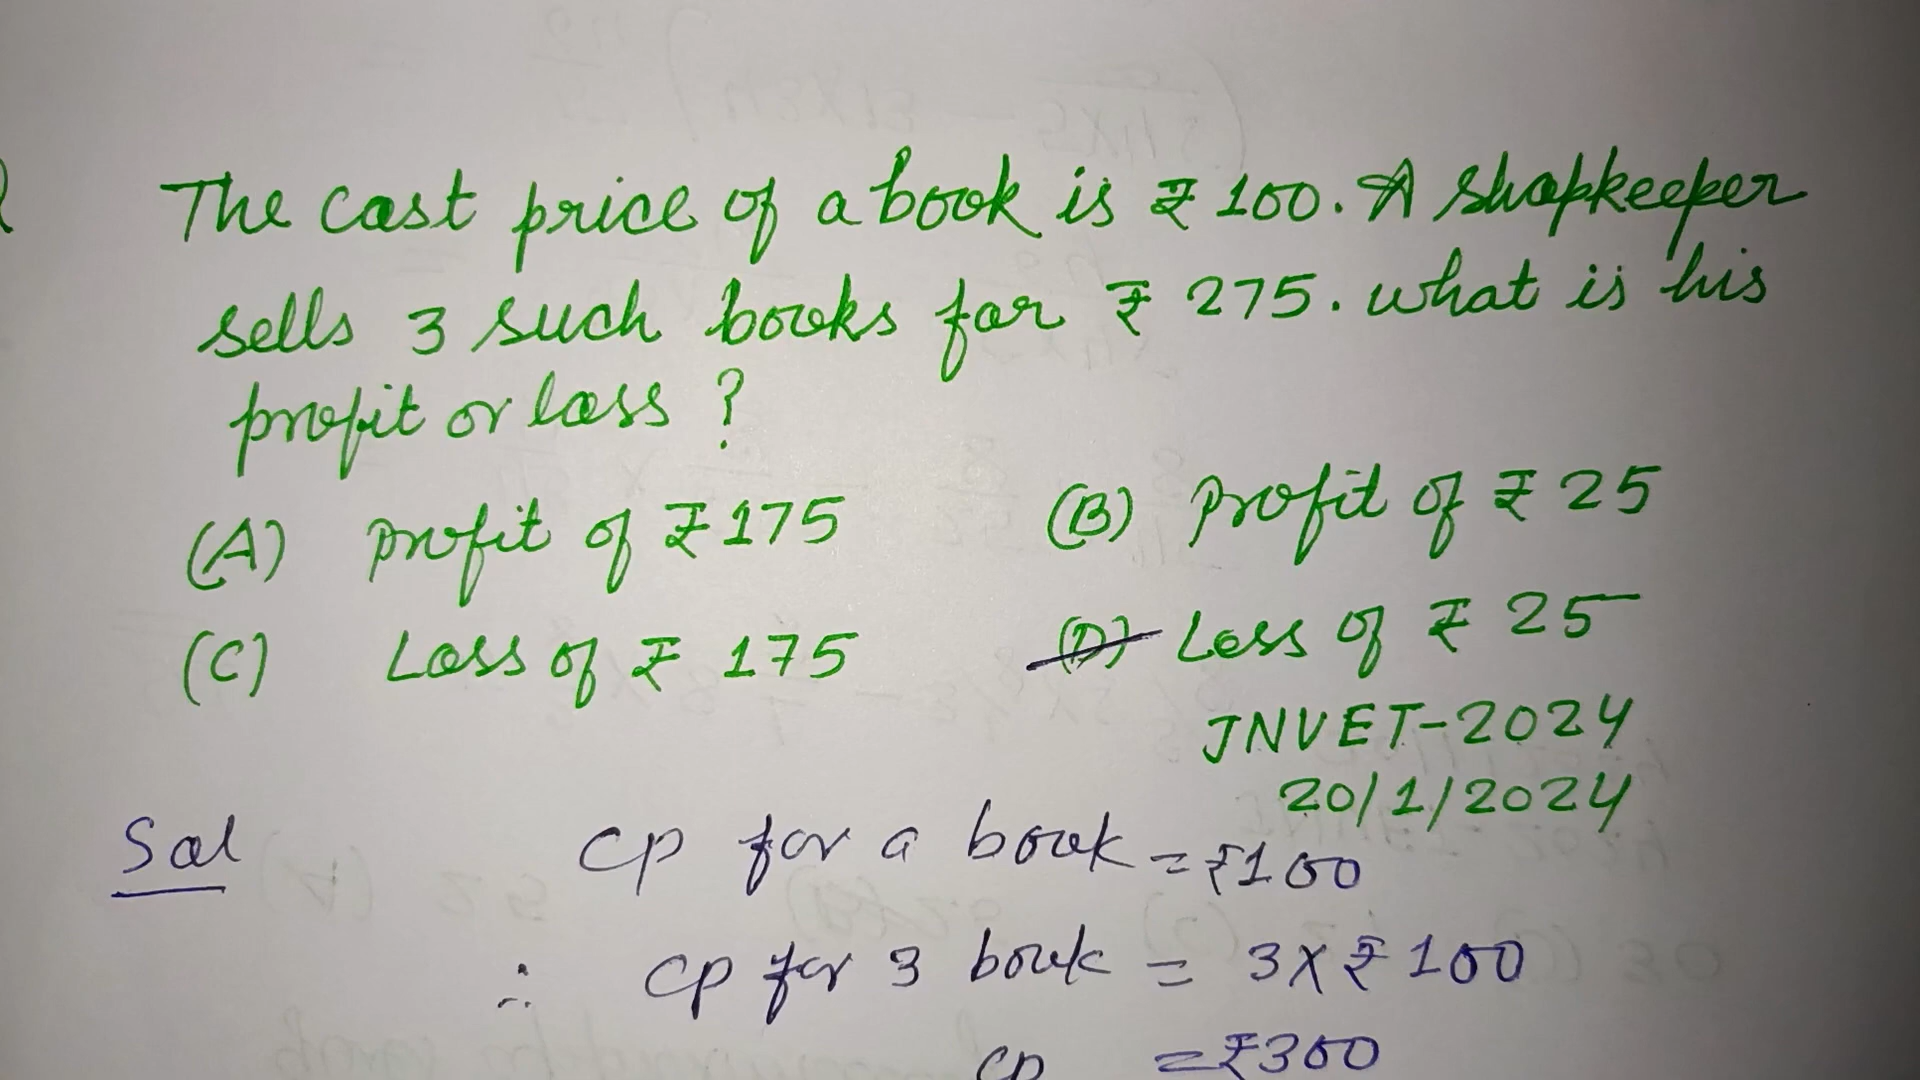 The cost price of a book is ₹ 100. A shopkeeper
sells 3 such books for ₹ 275. what is his
profit or loss ?
(A) profit of ₹ 175 (B) profit of ₹ 25
(C) Loss of ₹ 175 (D) Loss of ₹ 25
JNVET-2024
20/1/2024
Sol CP for a book = ₹100
∴ CP for 3 book = 3 X ₹ 100
CP = ₹300